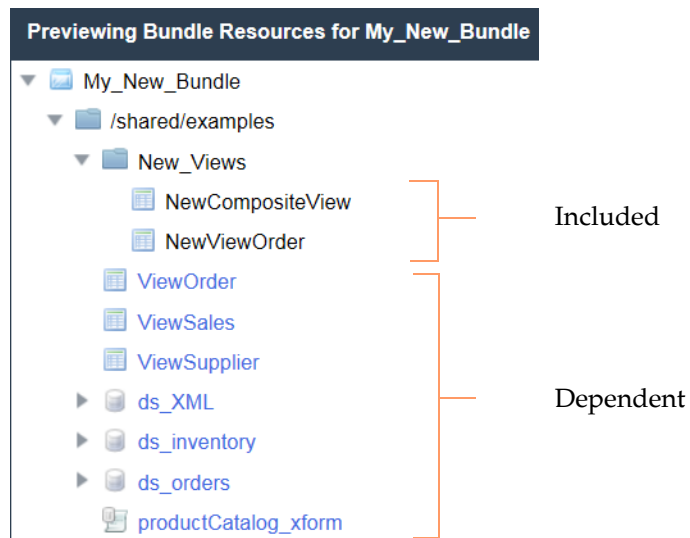 Previewing Bundle Resources for My_New_Bundle
My_New_Bundle
/shared/examples
New_Views
NewCompositeView
NewViewOrder
Included
ViewOrder
ViewSales
ViewSupplier
ds_XML
Dependent
ds_inventory
ds_orders
productCatalog_xform